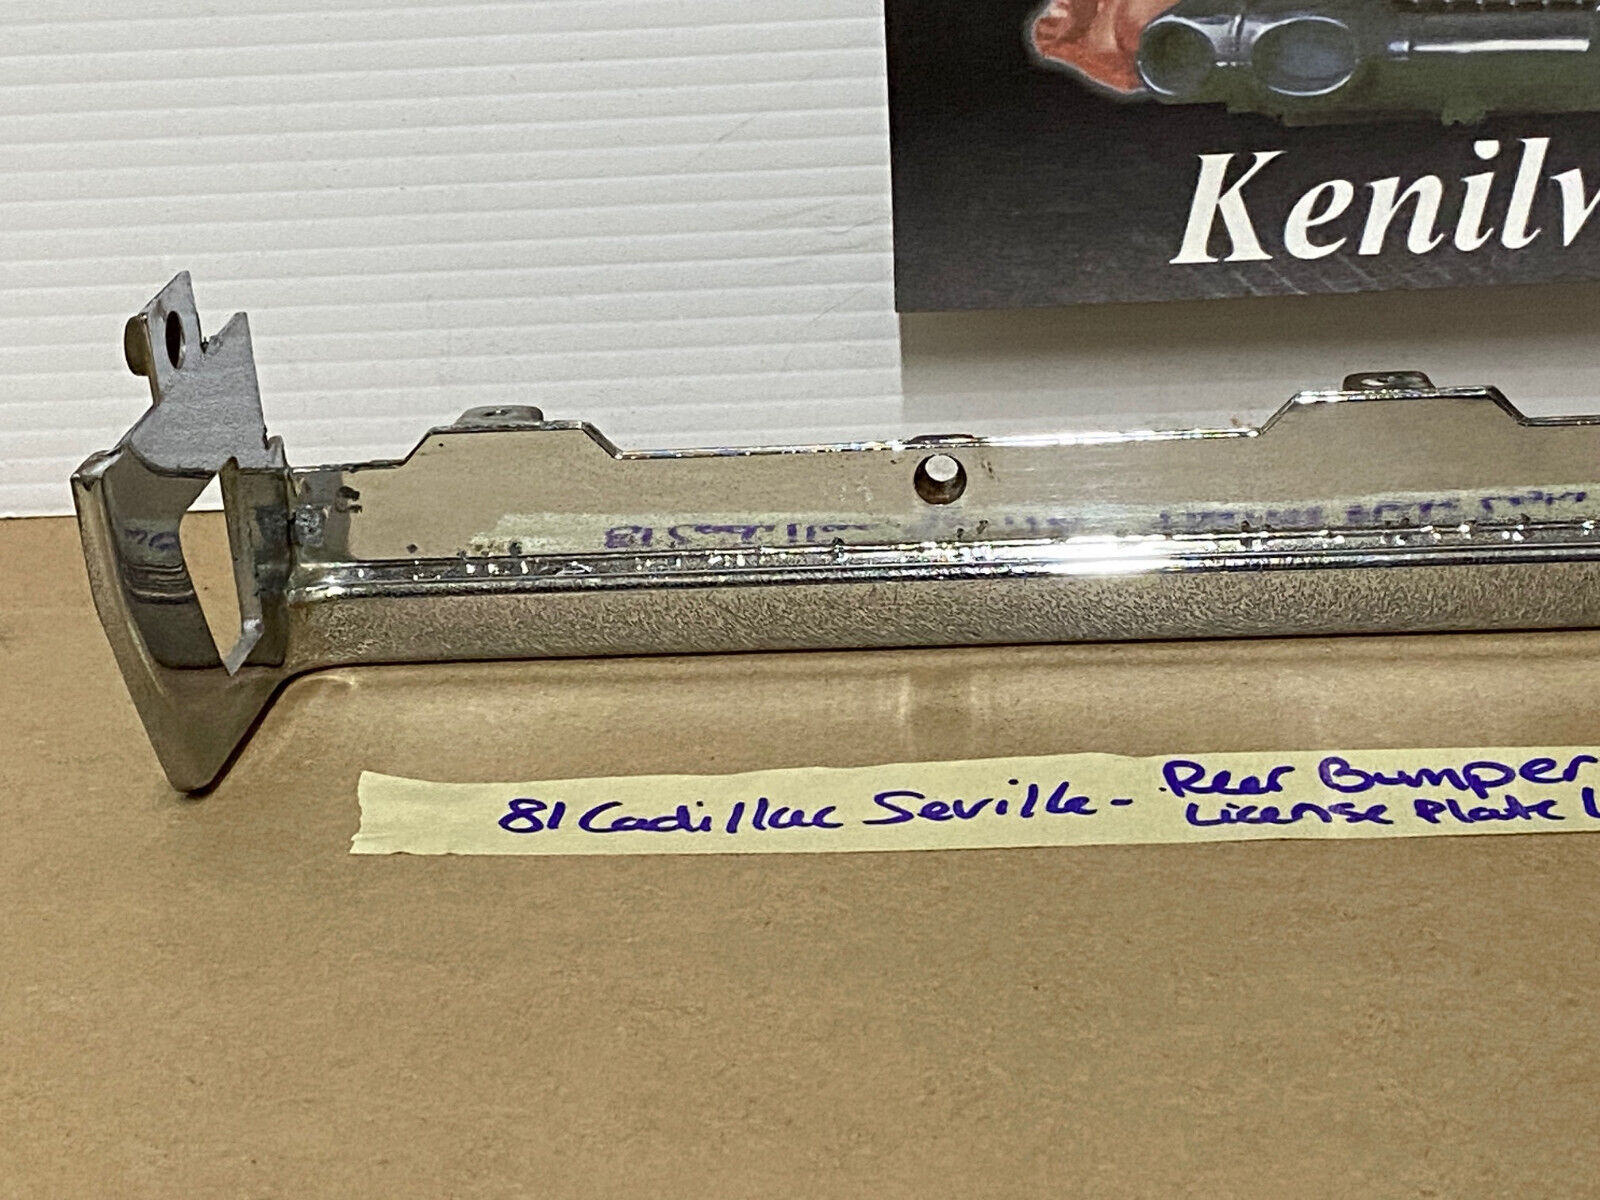 Kenilw
81 Cadillac Seville - Rear Bumper
License Plate L